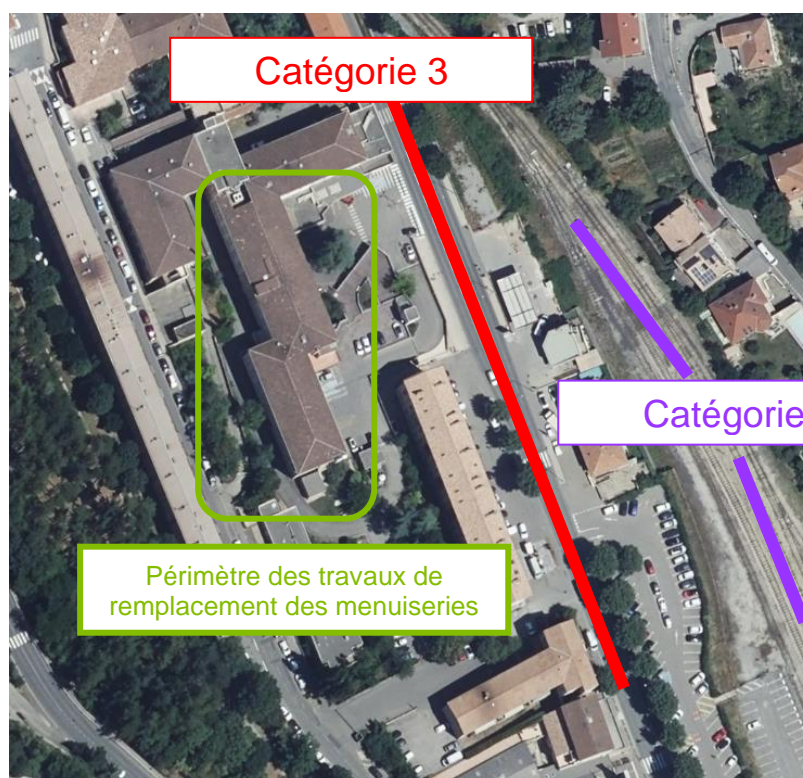 Catégorie 3
Catégorie
Périmètre des travaux de
remplacement des menuiseries